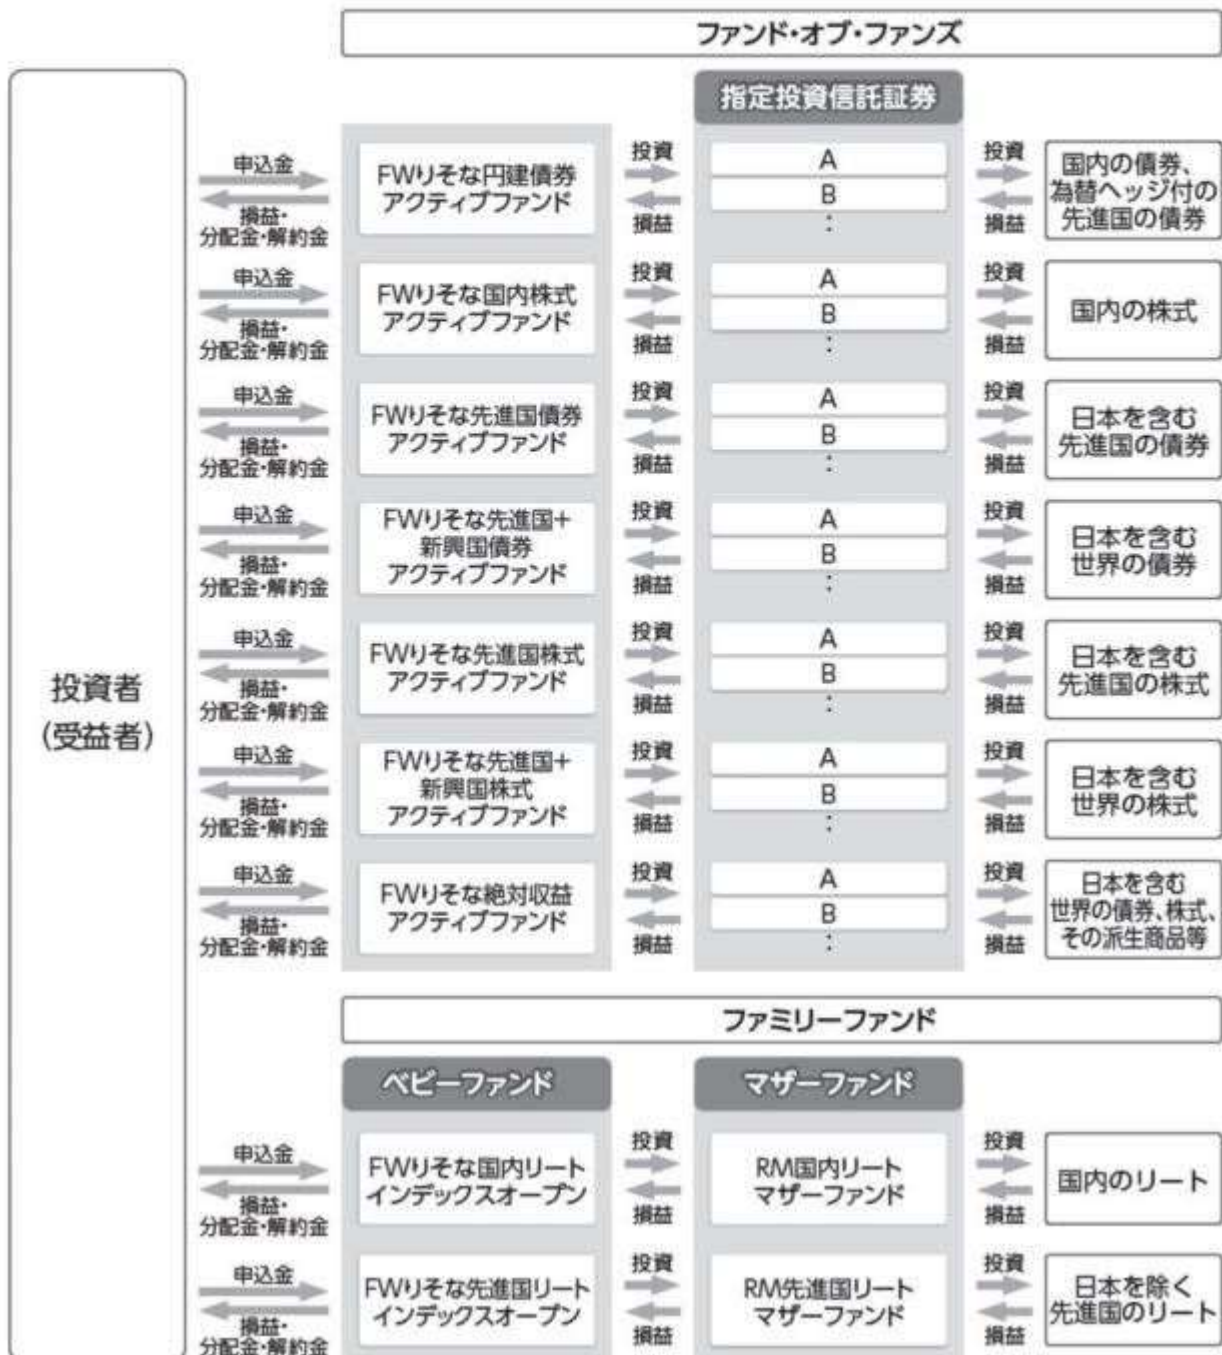 ファンド・オブ・ファンズ
指定投資信託証券
投資者
(受益者)
申込金
損益・
分配金・解約金
FWりそな円建債券
アクティブファンド
投資
損益
A
B
:
投資
損益
国内の債券、
為替ヘッジ付の
先進国の債券
申込金
損益・
分配金・解約金
FWりそな国内株式
アクティブファンド
投資
損益
A
B
:
投資
損益
国内の株式
申込金
損益・
分配金・解約金
FWりそな先進国債券
アクティブファンド
投資
損益
A
B
:
投資
損益
日本を含む
先進国の債券
申込金
損益・
分配金・解約金
FWりそな先進国+
新興国債券
アクティブファンド
投資
損益
A
B
:
投資
損益
日本を含む
世界の債券
申込金
損益・
分配金・解約金
FWりそな先進国株式
アクティブファンド
投資
損益
A
B
:
投資
損益
日本を含む
先進国の株式
申込金
損益・
分配金・解約金
FWりそな先進国+
新興国株式
アクティブファンド
投資
損益
A
B
:
投資
損益
日本を含む
世界の株式
申込金
損益・
分配金・解約金
FWりそな絶対収益
アクティブファンド
投資
損益
A
B
:
投資
損益
日本を含む
世界の債券、株式、
その派生商品等
ファミリーファンド
ベビーファンド
マザーファンド
申込金
損益・
分配金・解約金
FWりそな国内リート
インデックスオープン
投資
損益
RM国内リート
マザーファンド
投資
損益
国内のリート
申込金
損益・
分配金・解約金
FWりそな先進国リート
インデックスオープン
投資
損益
RM先進国リート
マザーファンド
投資
損益
日本を除く
先進国のリート